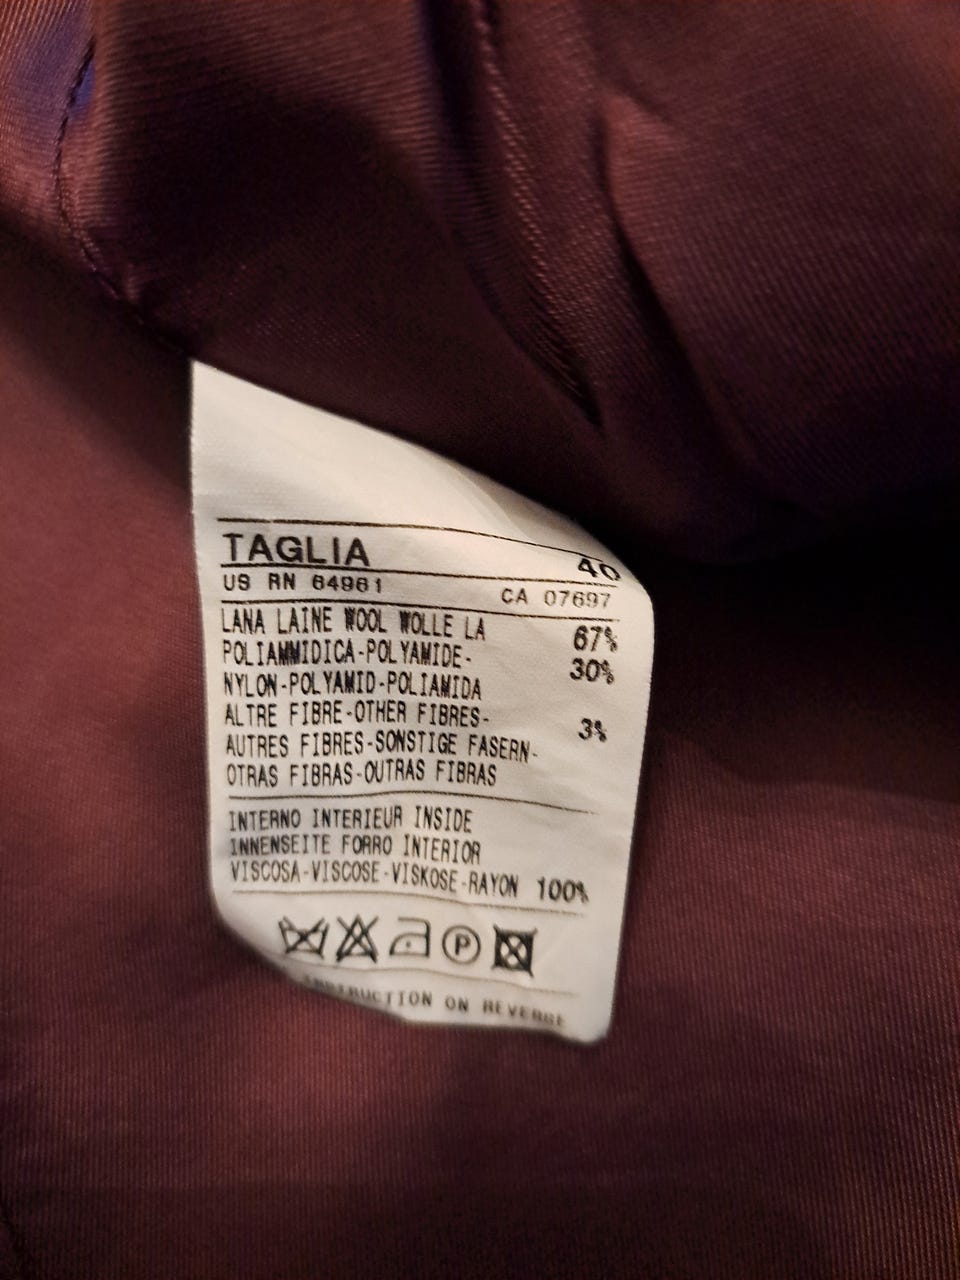 TAGLIA 40
US RN 64961 CA 07697
LANA LAINE WOOL WOLLE LA 67%
POLIAMMIDICA-POLYAMIDE- 30%
NYLON-POLYAMID-POLIAMIDA
ALTRE FIBRE-OTHER FIBRES- 3%
AUTRES FIBRES-SONSTIGE FASERN-
OTRAS FIBRAS-OUTRAS FIBRAS
INTERNO INTERIEUR INSIDE
INNENSEITE FORRO INTERIOR
VISCOSA-VISCOSE-VISKOSE-RAYON 100%
P
INSTRUCTION ON REVERSE